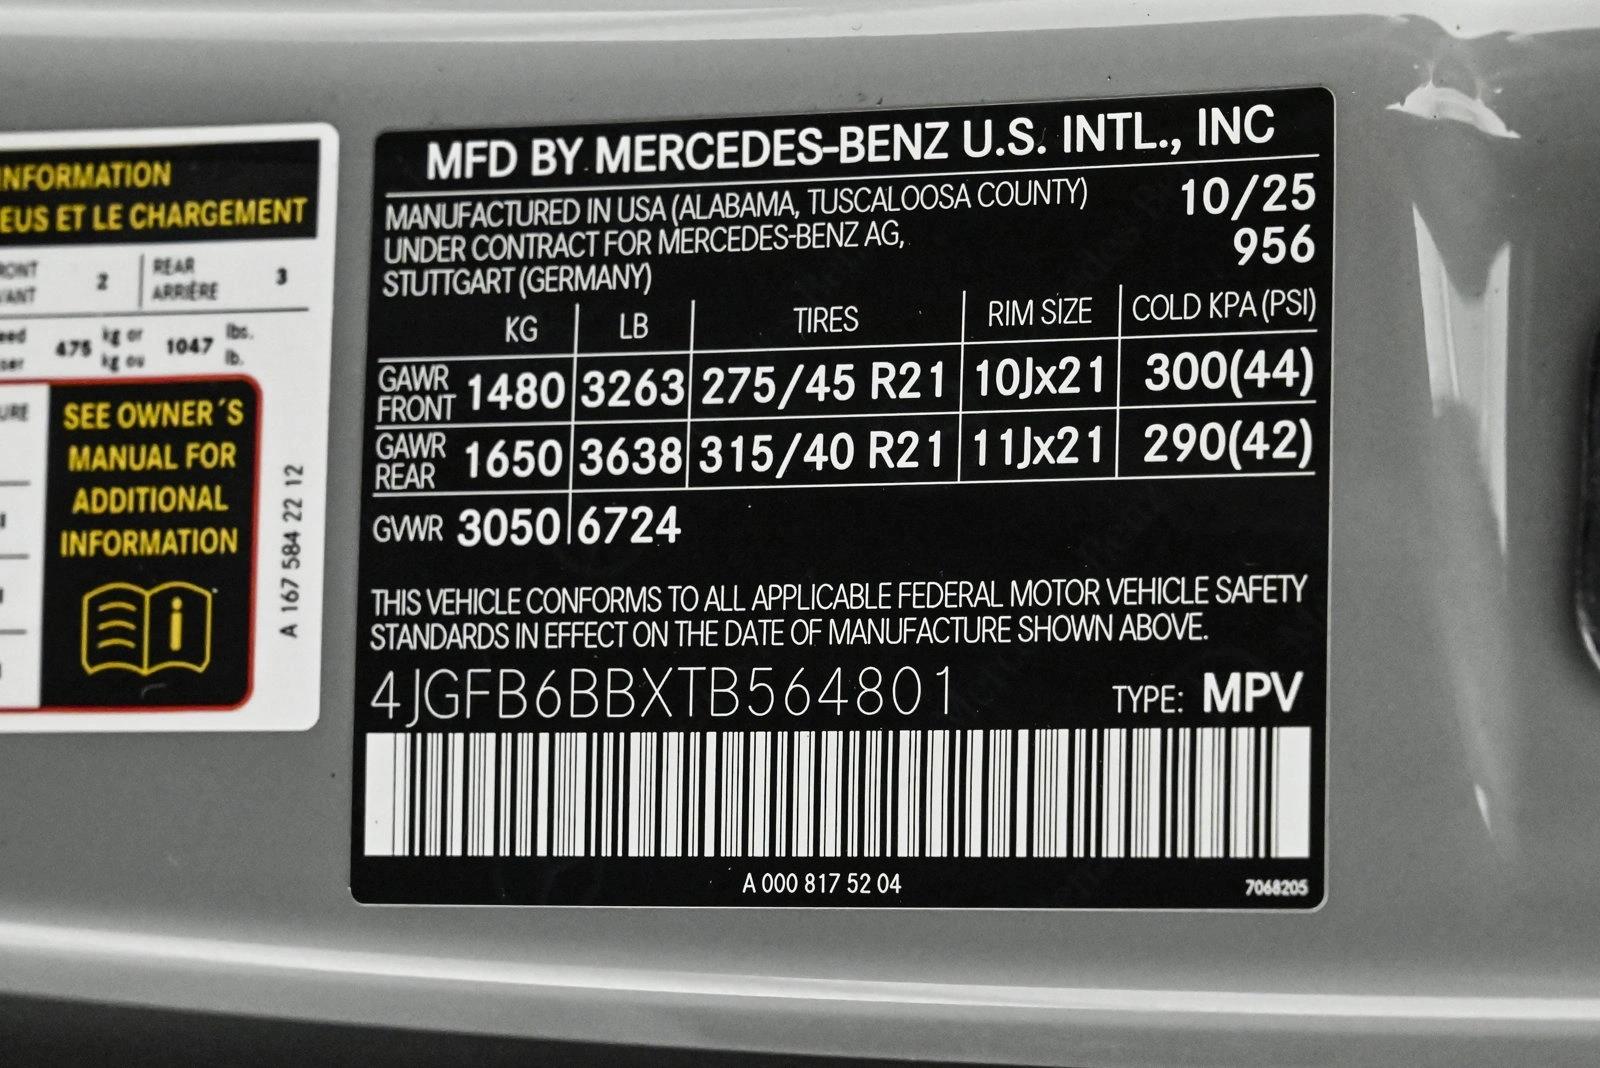 INFORMATION
EUS ET LE CHARGEMENT
2 REAR ARRIÈRE 3
475 kg or kg ou 1047 lbs. lb.
SEE OWNER´S
MANUAL FOR
ADDITIONAL
INFORMATION
i
A 167 584 22 12
MFD BY MERCEDES-BENZ U.S. INTL., INC
MANUFACTURED IN USA (ALABAMA, TUSCALOOSA COUNTY) 10/25
UNDER CONTRACT FOR MERCEDES-BENZ AG, 956
STUTTGART (GERMANY)
KG LB TIRES RIM SIZE COLD KPA (PSI)
GAWR FRONT 1480 3263 275/45 R21 10Jx21 300(44)
GAWR REAR 1650 3638 315/40 R21 11Jx21 290(42)
GVWR 3050 6724
THIS VEHICLE CONFORMS TO ALL APPLICABLE FEDERAL MOTOR VEHICLE SAFETY
STANDARDS IN EFFECT ON THE DATE OF MANUFACTURE SHOWN ABOVE.
4JGFB6BBXTB564801 TYPE: MPV
A 000 817 52 04 7068205